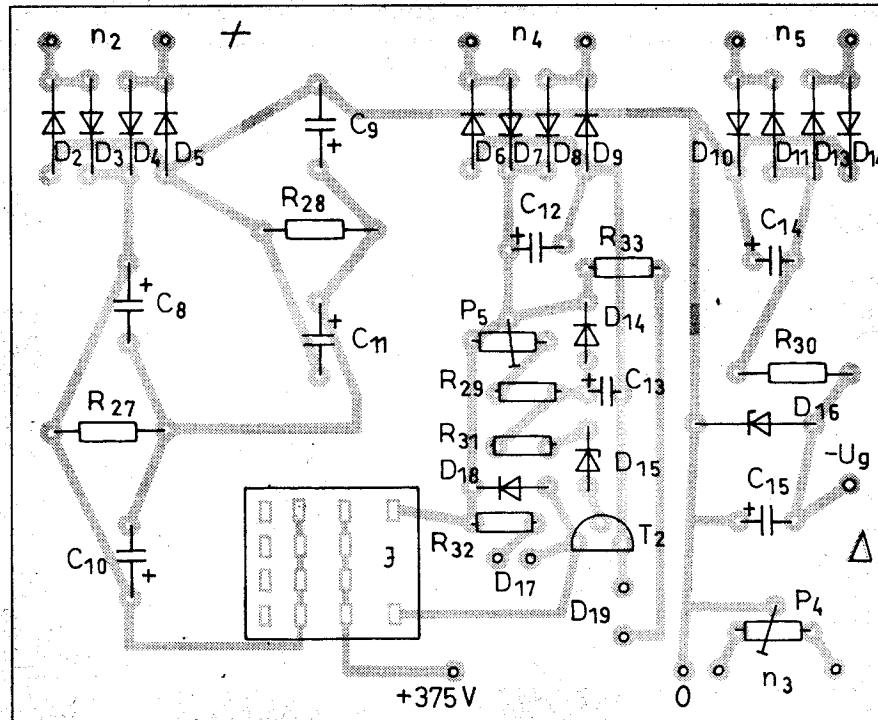 n2 + n4 n5
C9
D2 D3 D4 D5 D6 D7 D8 D9 D10 D11 D13 D14
R28 C12 R33 C14
C8 C11 P5 D14 R30
R29 C13
R27 R31 D16
D18 D15 -Ug
C15
C10 R32 T2
D17
D19 P4
+375V 0 n3